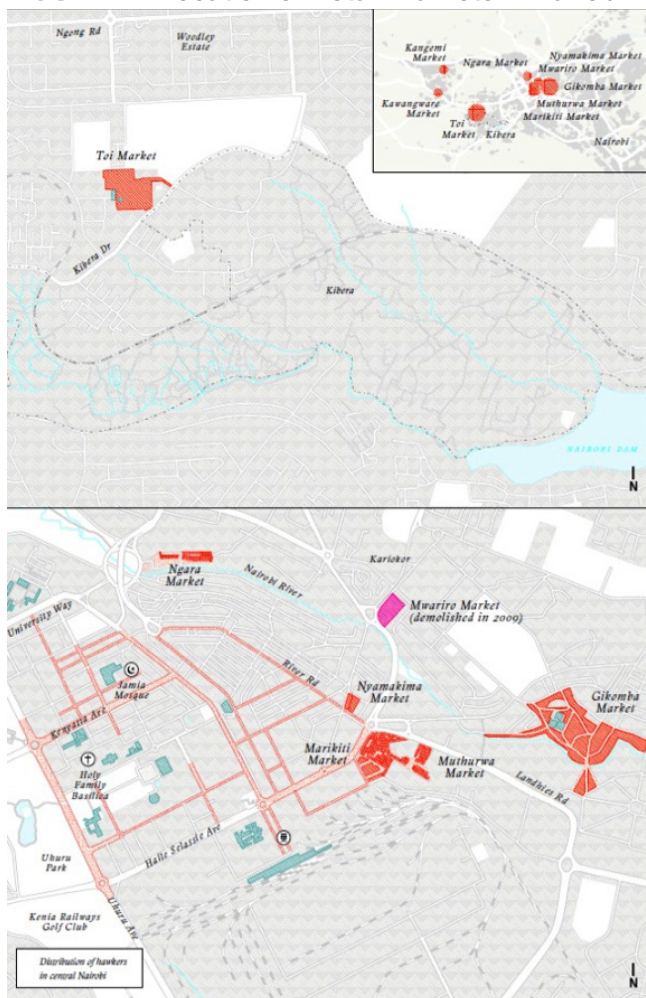 Ngong Rd
Woodley
Estate
Kangemi
Market
Ngara Market
Nyamakima Market
Mwariro Market
Gikomba Market
Kawangware
Market
Muthurwa Market
Marikiti Market
Toi
Market
Kibera
Nairobi
Toi Market
Kibera Dr
Kibera
NAIROBI DAM
N
Ngara
Market
Kariokor
Nairobi River
Mwariro Market
(demolished in 2009)
University Way
River Rd
Jamia
Mosque
Nyamakima
Market
Gikomba
Market
Kenyatta Ave
Marikiti
Market
Muthurwa
Market
Landhies Rd
Holy
Family
Basilica
Haile Selassie Ave
Uhuru
Park
Uhuru Ave
Kenia Railways
Golf Club
Distribution of hawkers
in central Nairobi
N